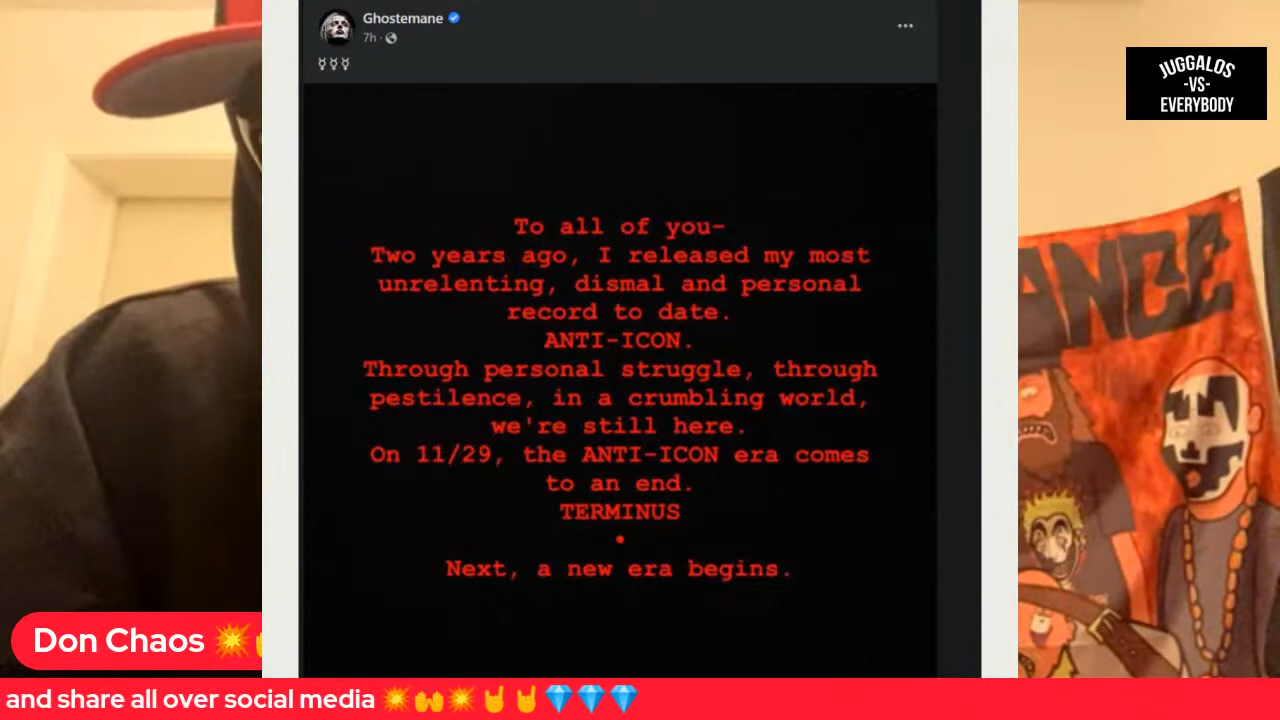 Ghostemane
7h ·
☿☿☿
To all of you-
Two years ago, I released my most
unrelenting, dismal and personal
record to date.
ANTI-ICON.
Through personal struggle, through
pestilence, in a crumbling world,
we're still here.
On 11/29, the ANTI-ICON era comes
to an end.
TERMINUS
•
Next, a new era begins.
JUGGALOS
-VS-
EVERYBODY
ANCE
Don Chaos 💥
and share all over social media 💥🙌💥🤘🤘💎💎💎